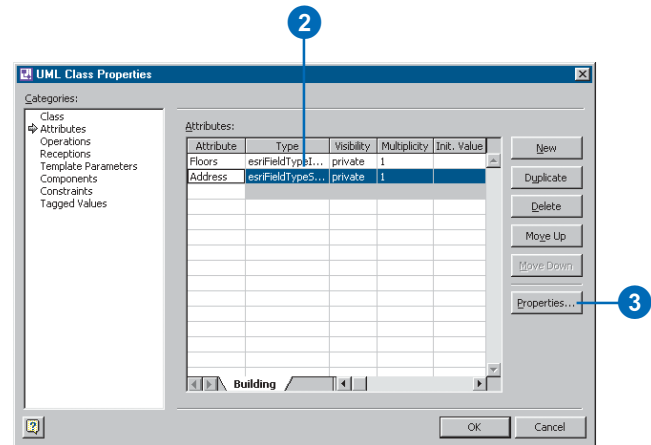 2
UML Class Properties
Categories:
Class
Attributes
Operations
Receptions
Template Parameters
Components
Constraints
Tagged Values
Attributes:
Attribute Type Visibility Multiplicity Init. Value
Floors esriFieldTypeI... private 1
Address esriFieldTypeS... private 1
Building
New
Duplicate
Delete
Move Up
Move Down
Properties...
3
OK Cancel